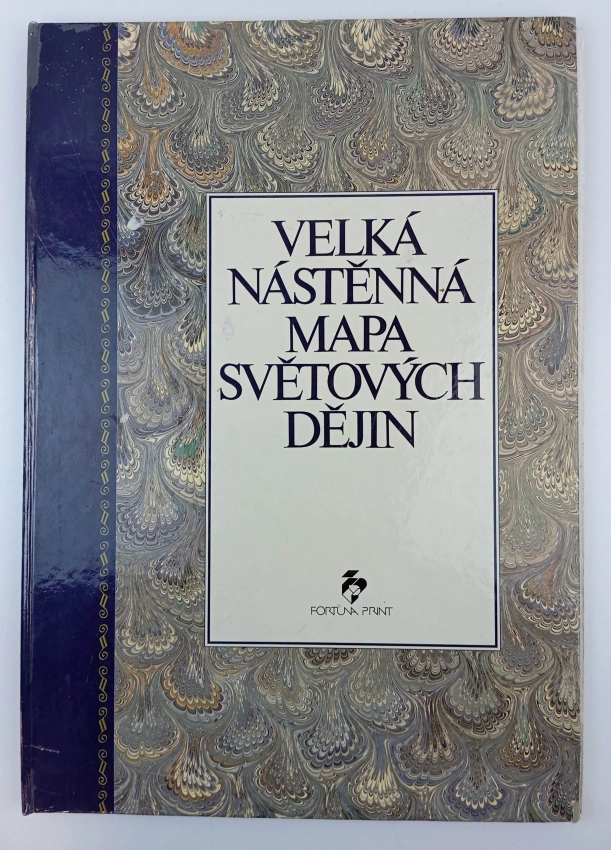 VELKÁ
NÁSTĚNNÁ
MAPA
SVĚTOVÝCH
DĚJIN
FORTUNA PRINT